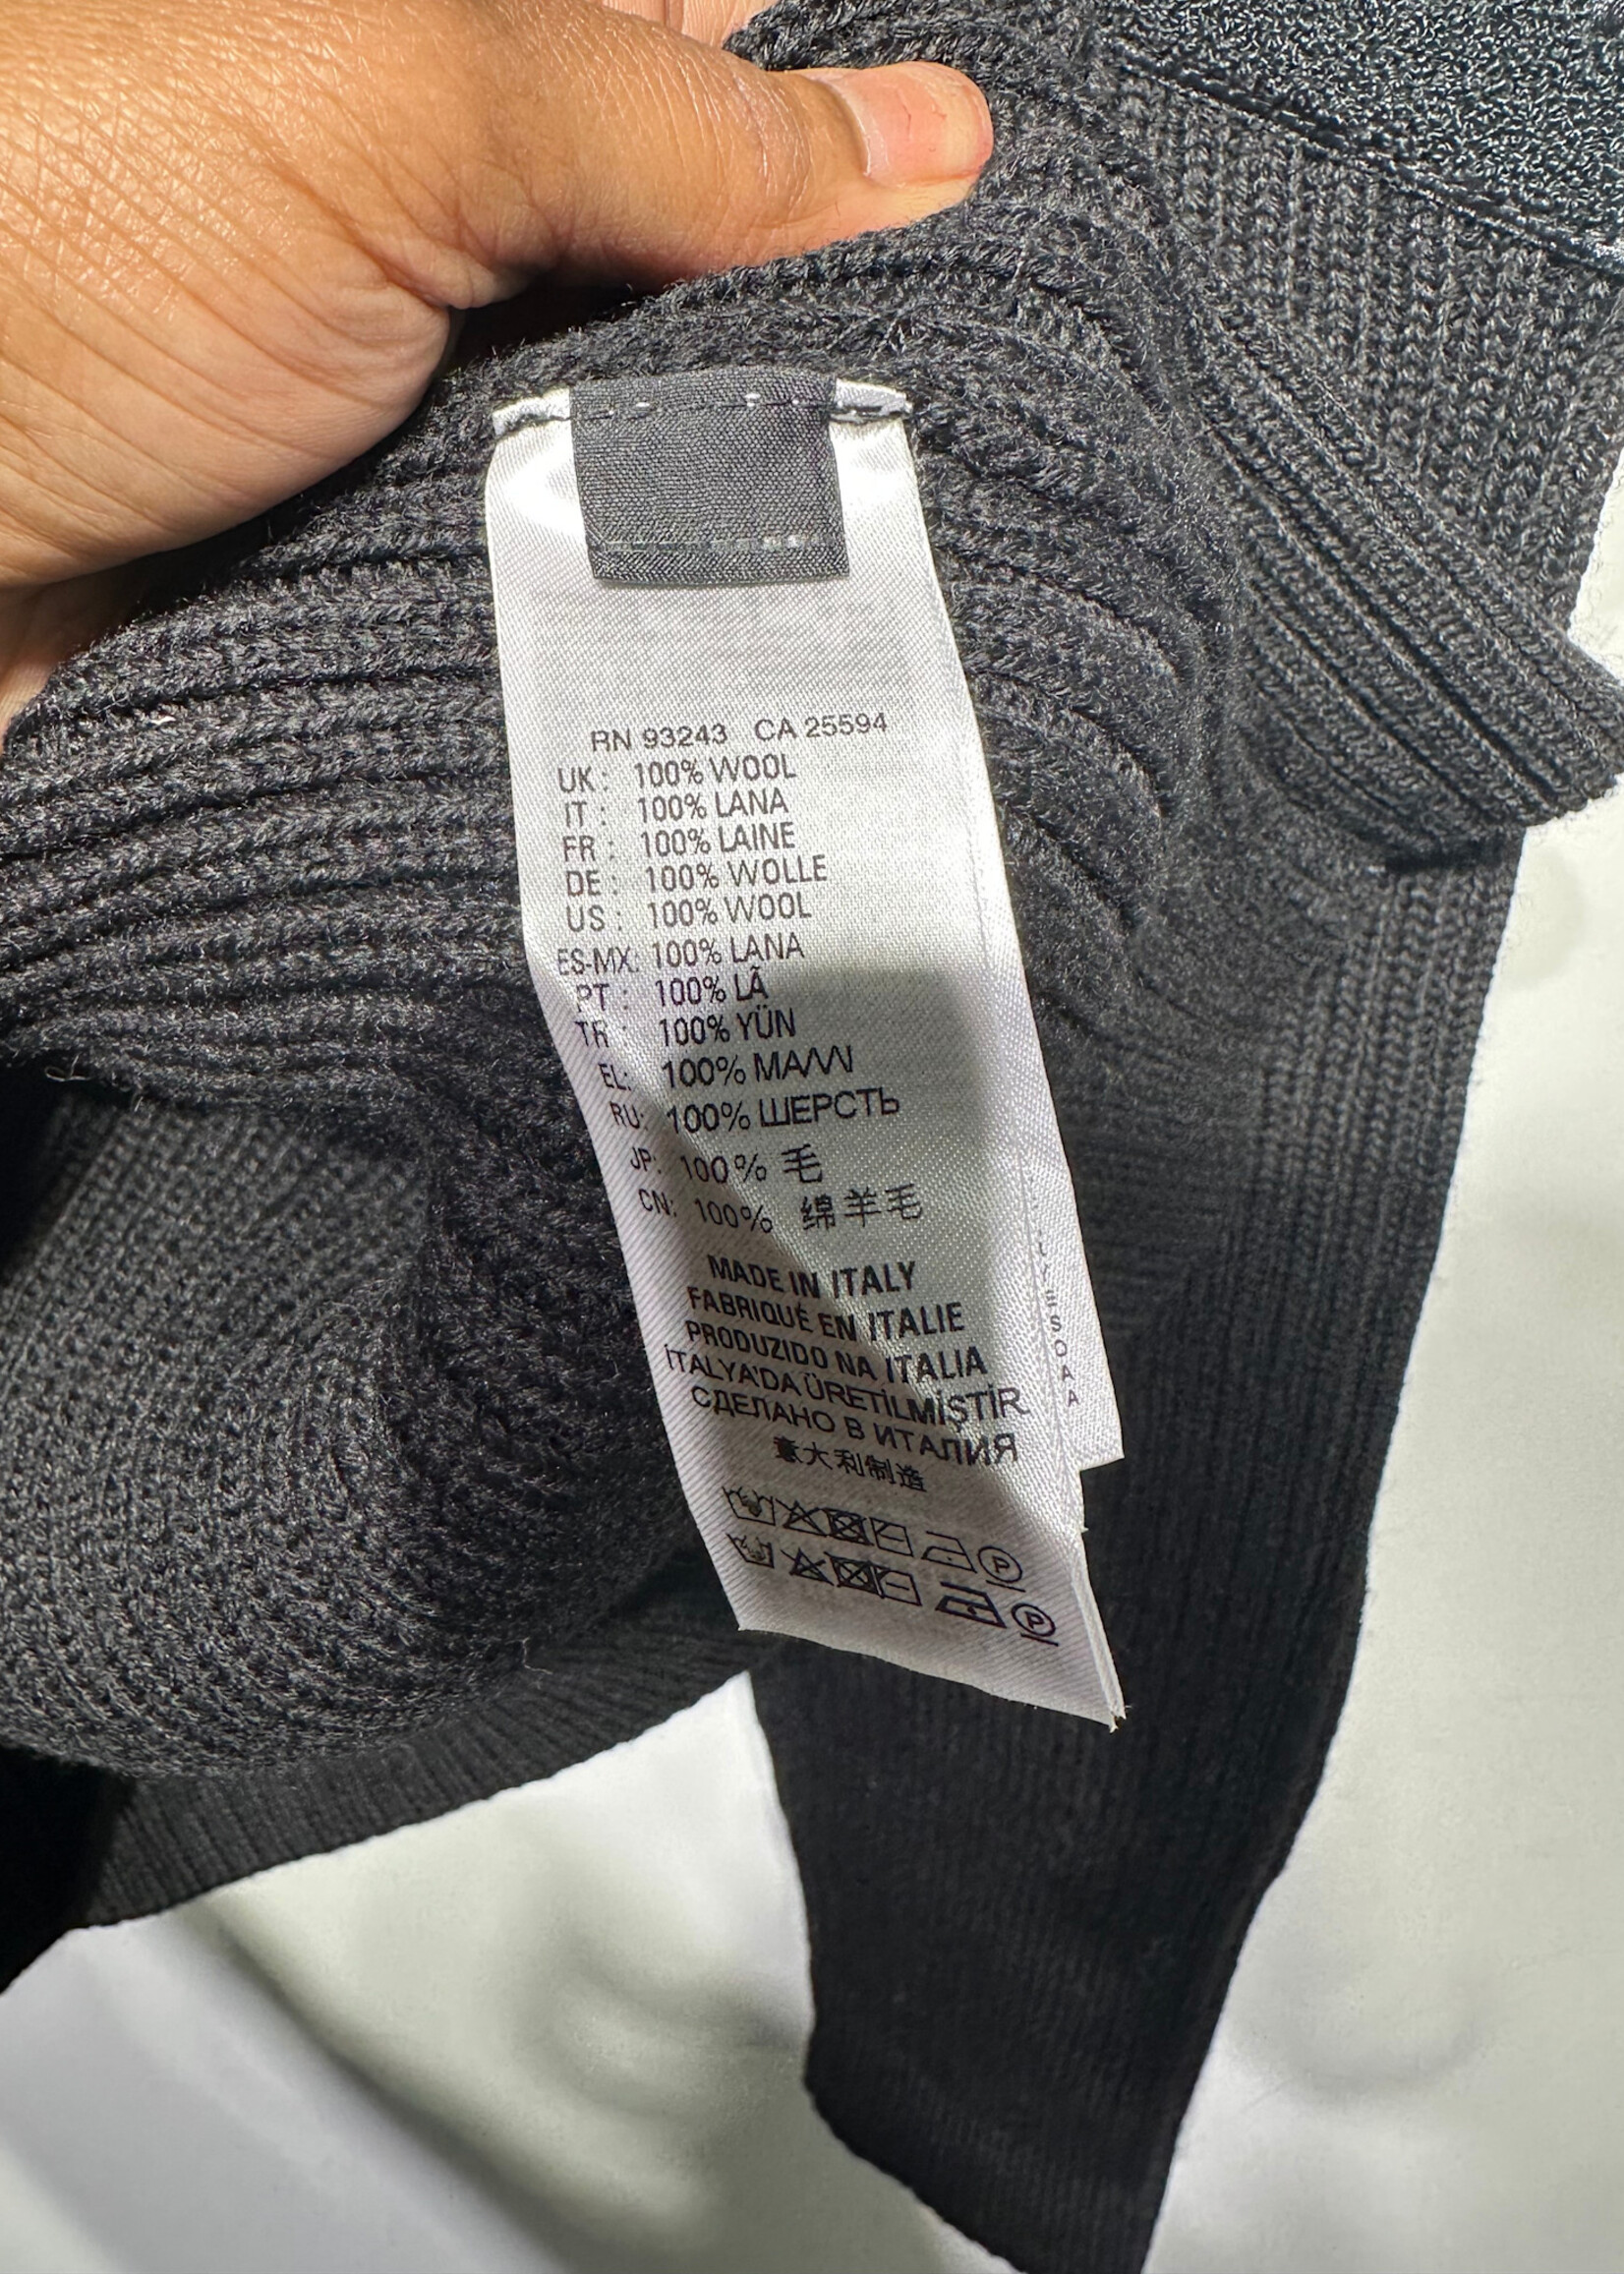 RN 93243 CA 25594
UK: 100% WOOL
IT: 100% LANA
FR: 100% LAINE
DE: 100% WOLLE
US: 100% WOOL
ES-MX: 100% LANA
PT: 100% LÃ
TR: 100% YÜN
EL: 100% ΜΑΛΛΙ
RU: 100% ШЕРСТЬ
JP: 100% 毛
CN: 100% 绵羊毛
MADE IN ITALY
FABRIQUÉ EN ITALIE
PRODUZIDO NA ITALIA
İTALYA'DA ÜRETİLMİŞTİR
СДЕЛАНО В ИТАЛИЯ
意大利制造
P
P